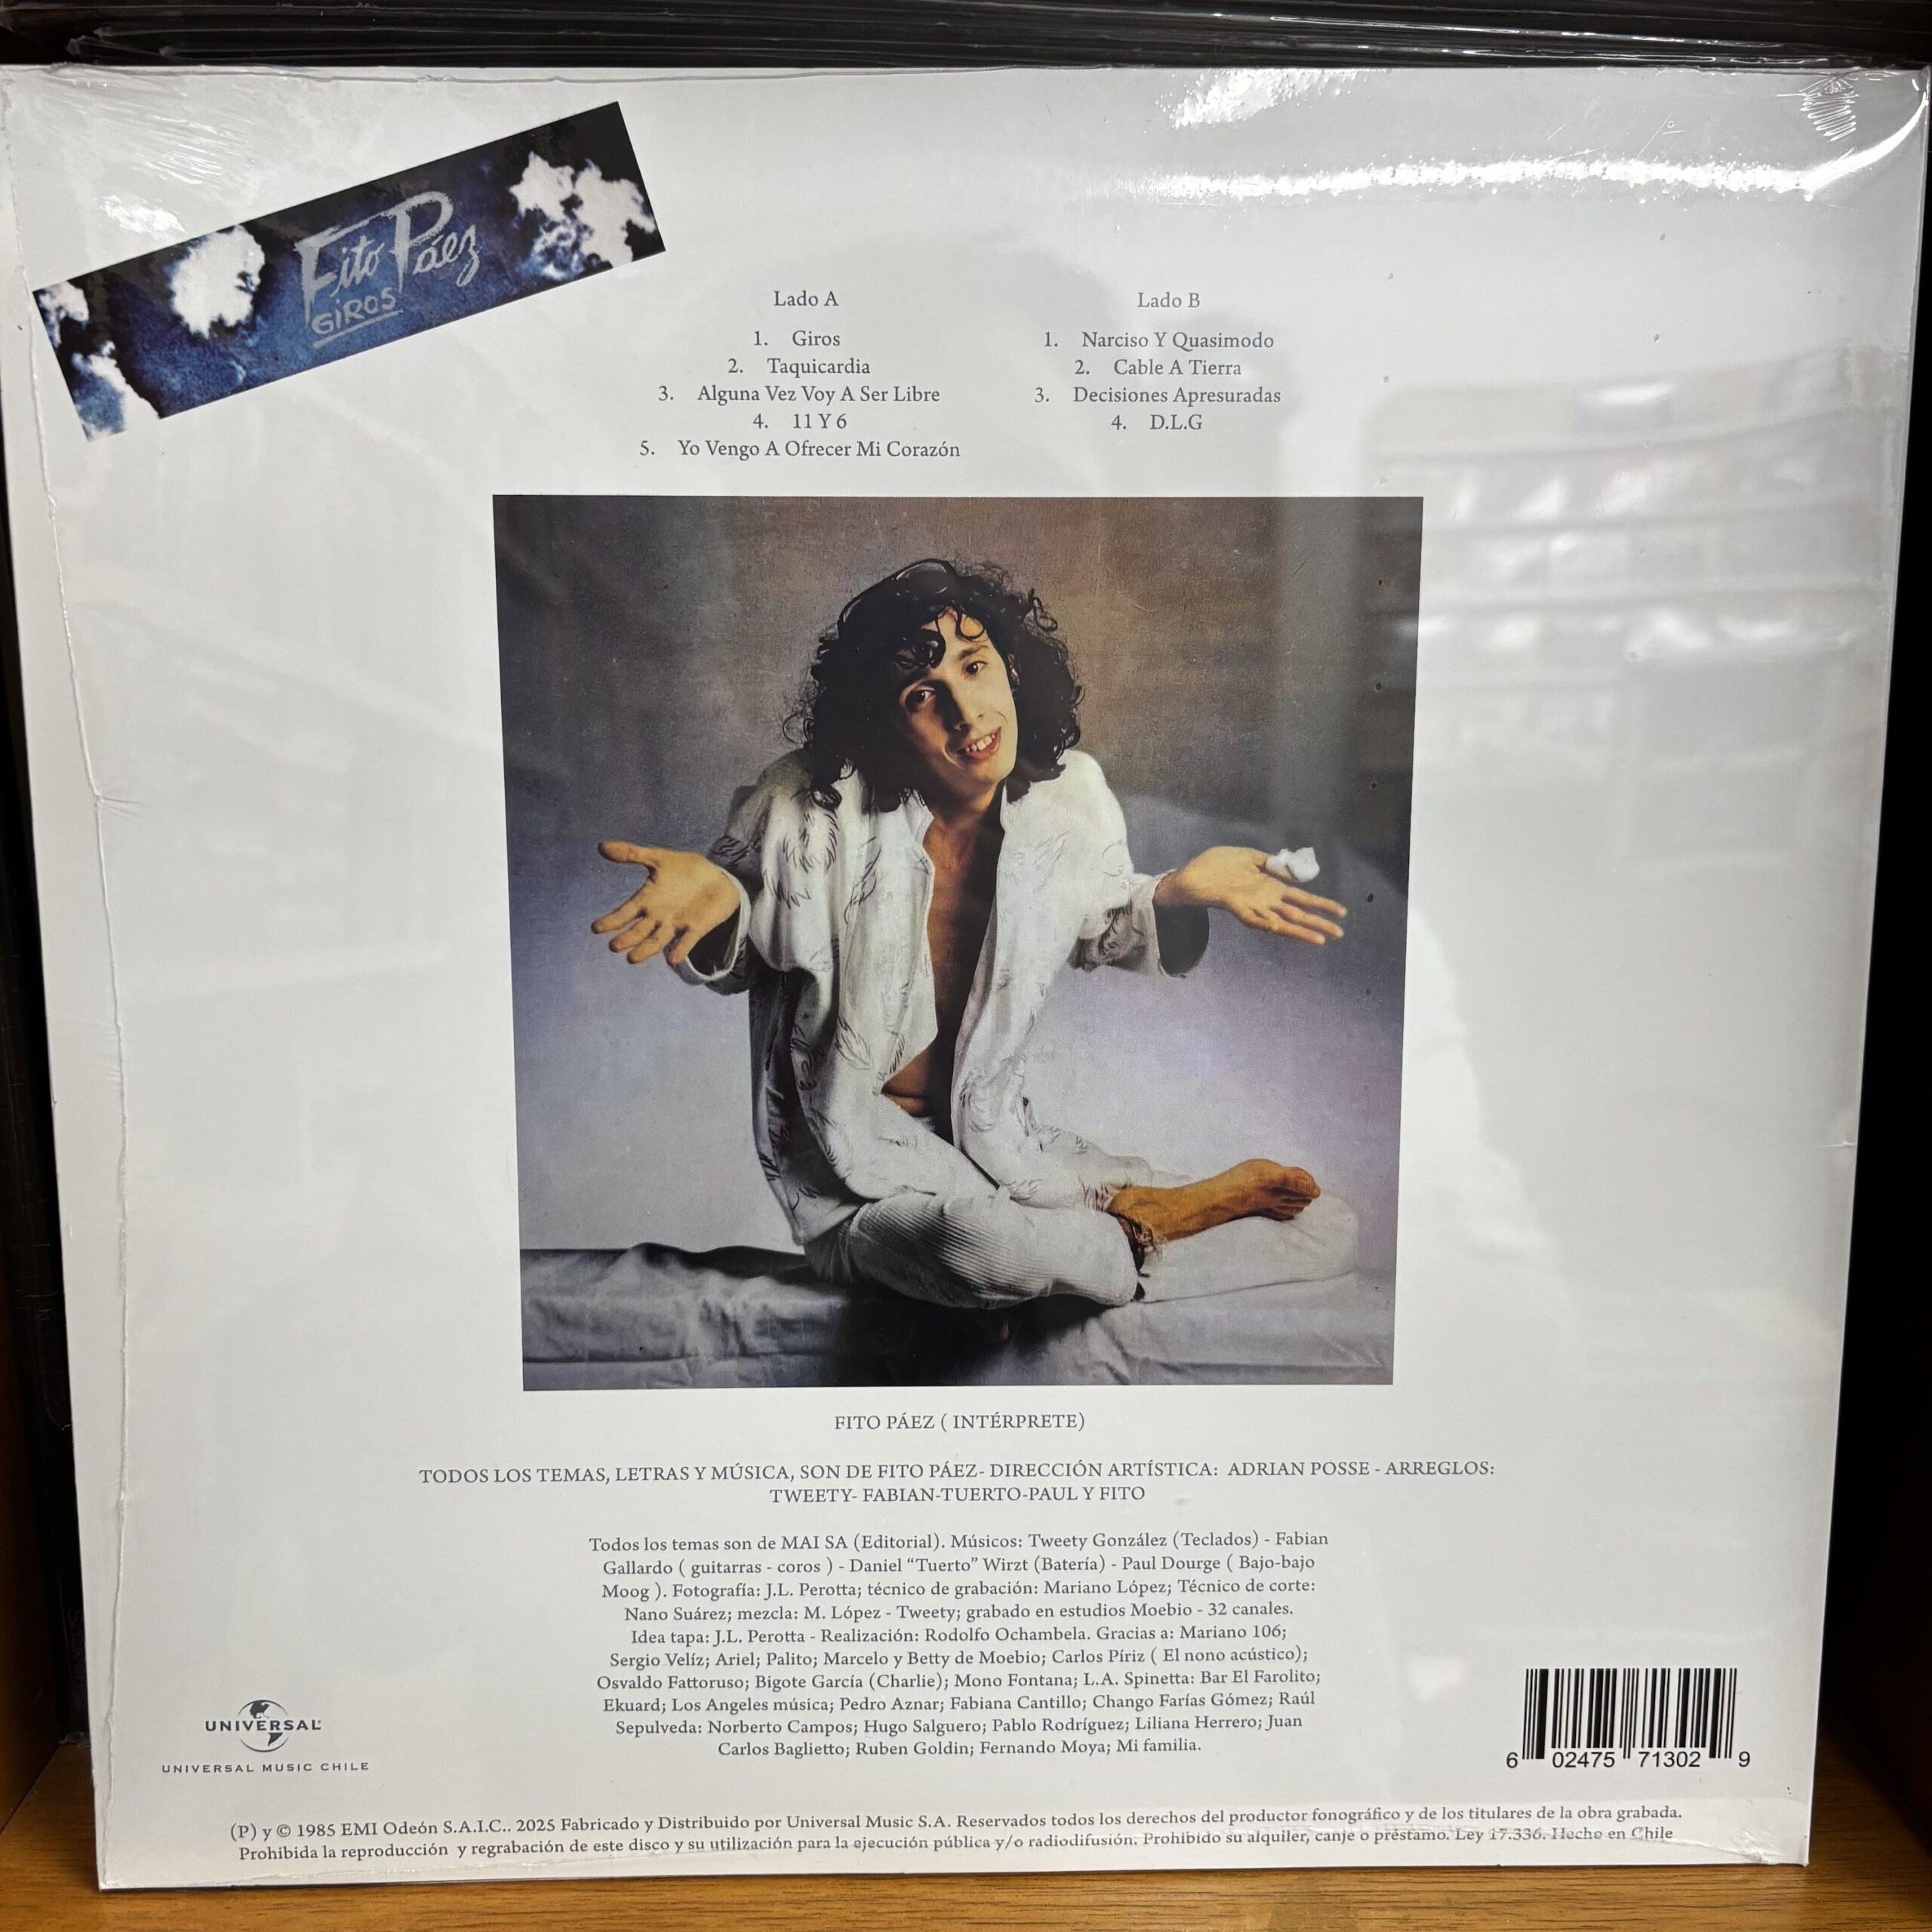 Fito Páez
GIROS
Lado A
1. Giros
2. Taquicardia
3. Alguna Vez Voy A Ser Libre
4. 11 Y 6
5. Yo Vengo A Ofrecer Mi Corazón
Lado B
1. Narciso Y Quasimodo
2. Cable A Tierra
3. Decisiones Apresuradas
4. D.L.G
FITO PÁEZ ( INTÉRPRETE)
TODOS LOS TEMAS, LETRAS Y MÚSICA, SON DE FITO PÁEZ- DIRECCIÓN ARTÍSTICA: ADRIAN POSSE - ARREGLOS:
TWEETY- FABIAN-TUERTO-PAUL Y FITO
Todos los temas son de MAI SA (Editorial). Músicos: Tweety González (Teclados) - Fabian
Gallardo ( guitarras - coros ) - Daniel “Tuerto” Wirzt (Batería) - Paul Dourge ( Bajo-bajo
Moog ). Fotografía: J.L. Perotta; técnico de grabación: Mariano López; Técnico de corte:
Nano Suárez; mezcla: M. López - Tweety; grabado en estudios Moebio - 32 canales.
Idea tapa: J.L. Perotta - Realización: Rodolfo Ochambela. Gracias a: Mariano 106;
Sergio Velíz; Ariel; Palito; Marcelo y Betty de Moebio; Carlos Píriz ( El nono acústico);
Osvaldo Fattoruso; Bigote García (Charlie); Mono Fontana; L.A. Spinetta: Bar El Farolito;
Ekuard; Los Angeles música; Pedro Aznar; Fabiana Cantillo; Chango Farías Gómez; Raúl
Sepulveda: Norberto Campos; Hugo Salguero; Pablo Rodríguez; Liliana Herrero; Juan
Carlos Baglietto; Ruben Goldin; Fernando Moya; Mi familia.
UNIVERSAL
UNIVERSAL MUSIC CHILE
6 02475 71302 9
(P) y © 1985 EMI Odeón S.A.I.C.. 2025 Fabricado y Distribuido por Universal Music S.A. Reservados todos los derechos del productor fonográfico y de los titulares de la obra grabada.
Prohibida la reproducción y regrabación de este disco y su utilización para la ejecución pública y/o radiodifusión. Prohibido su alquiler, canje o préstamo. Ley 17.336. Hecho en Chile